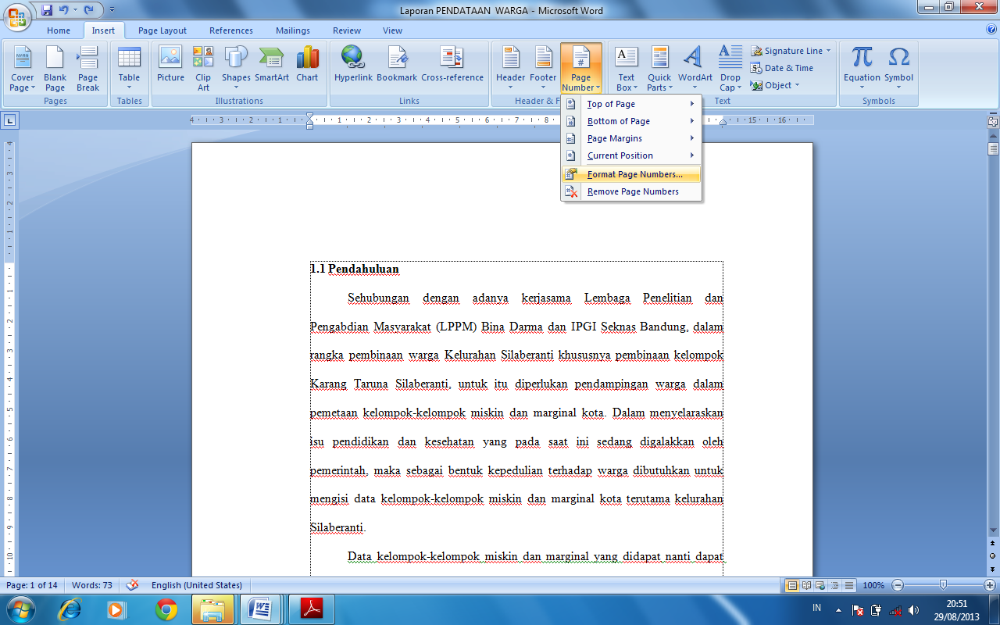 Laporan PENDATAAN WARGA - Microsoft Word
Home Insert Page Layout References Mailings Review View
Cover Page Blank Page Page Break
Table
Picture Clip Art Shapes SmartArt Chart
Hyperlink Bookmark Cross-reference
Header Footer Page Number
Text Box Quick Parts WordArt Drop Cap
Signature Line
Date & Time
Object
Equation Symbol
Pages Tables Illustrations Links Header & F Text Symbols
Top of Page
Bottom of Page
Page Margins
Current Position
Format Page Numbers...
Remove Page Numbers
4 3 2 1 1 2 3 4 5 6 7 8 15 16
1.1 Pendahuluan
Sehubungan dengan adanya kerjasama Lembaga Penelitian dan
Pengabdian Masyarakat (LPPM) Bina Darma dan IPGI Seknas Bandung, dalam
rangka pembinaan warga Kelurahan Silaberanti khususnya pembinaan kelompok
Karang Taruna Silaberanti, untuk itu diperlukan pendampingan warga dalam
pemetaan kelompok-kelompok miskin dan marginal kota. Dalam menyelaraskan
isu pendidikan dan kesehatan yang pada saat ini sedang digalakkan oleh
pemerintah, maka sebagai bentuk kepedulian terhadap warga dibutuhkan untuk
mengisi data kelompok-kelompok miskin dan marginal kota terutama kelurahan
Silaberanti.
Data kelompok-kelompok miskin dan marginal yang didapat nanti dapat
Page: 1 of 14 Words: 73 English (United States) 100%
IN 20:51
29/08/2013